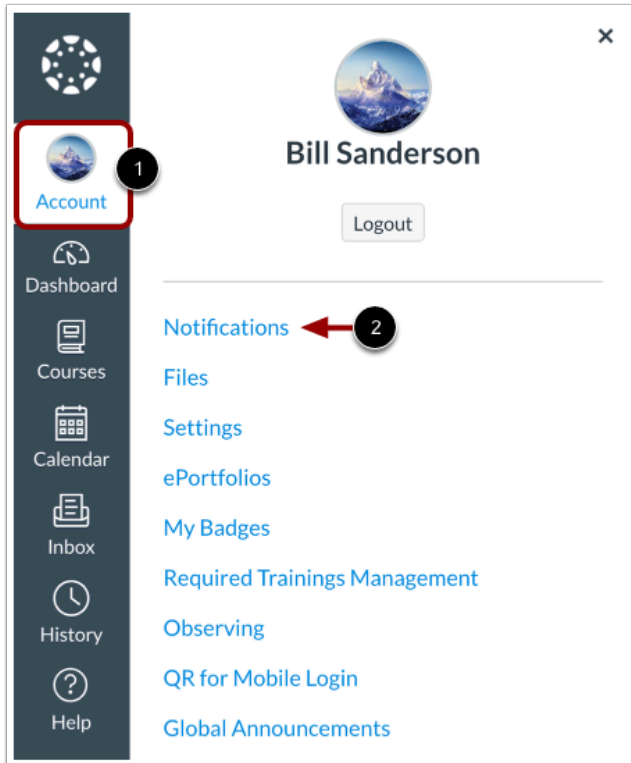 ×
Bill Sanderson
Logout
1
Account
Dashboard
Courses
Calendar
Inbox
History
Help
Notifications
2
Files
Settings
ePortfolios
My Badges
Required Trainings Management
Observing
QR for Mobile Login
Global Announcements